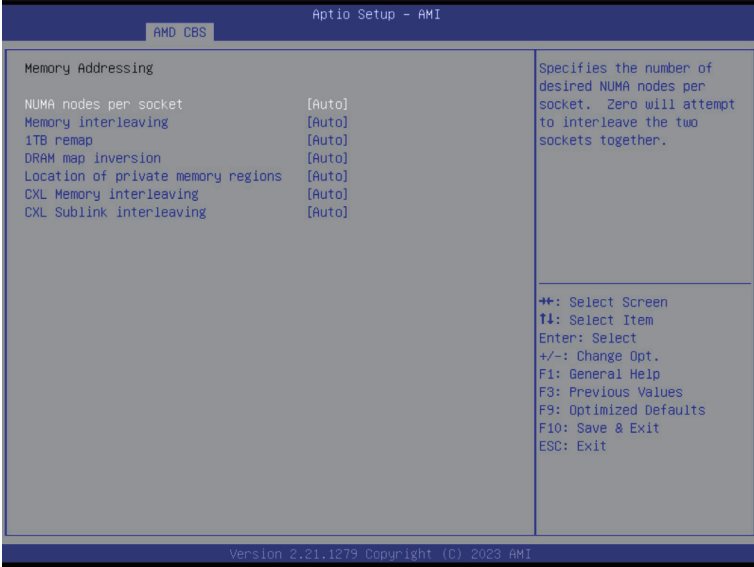 Aptio Setup – AMI
AMD CBS
Memory Addressing
NUMA nodes per socket [Auto]
Memory interleaving [Auto]
1TB remap [Auto]
DRAM map inversion [Auto]
Location of private memory regions [Auto]
CXL Memory interleaving [Auto]
CXL Sublink interleaving [Auto]
Specifies the number of
desired NUMA nodes per
socket.  Zero will attempt
to interleave the two
sockets together.
→←: Select Screen
↑↓: Select Item
Enter: Select
+/-: Change Opt.
F1: General Help
F3: Previous Values
F9: Optimized Defaults
F10: Save & Exit
ESC: Exit
Version 2.21.1279 Copyright (C) 2023 AMI